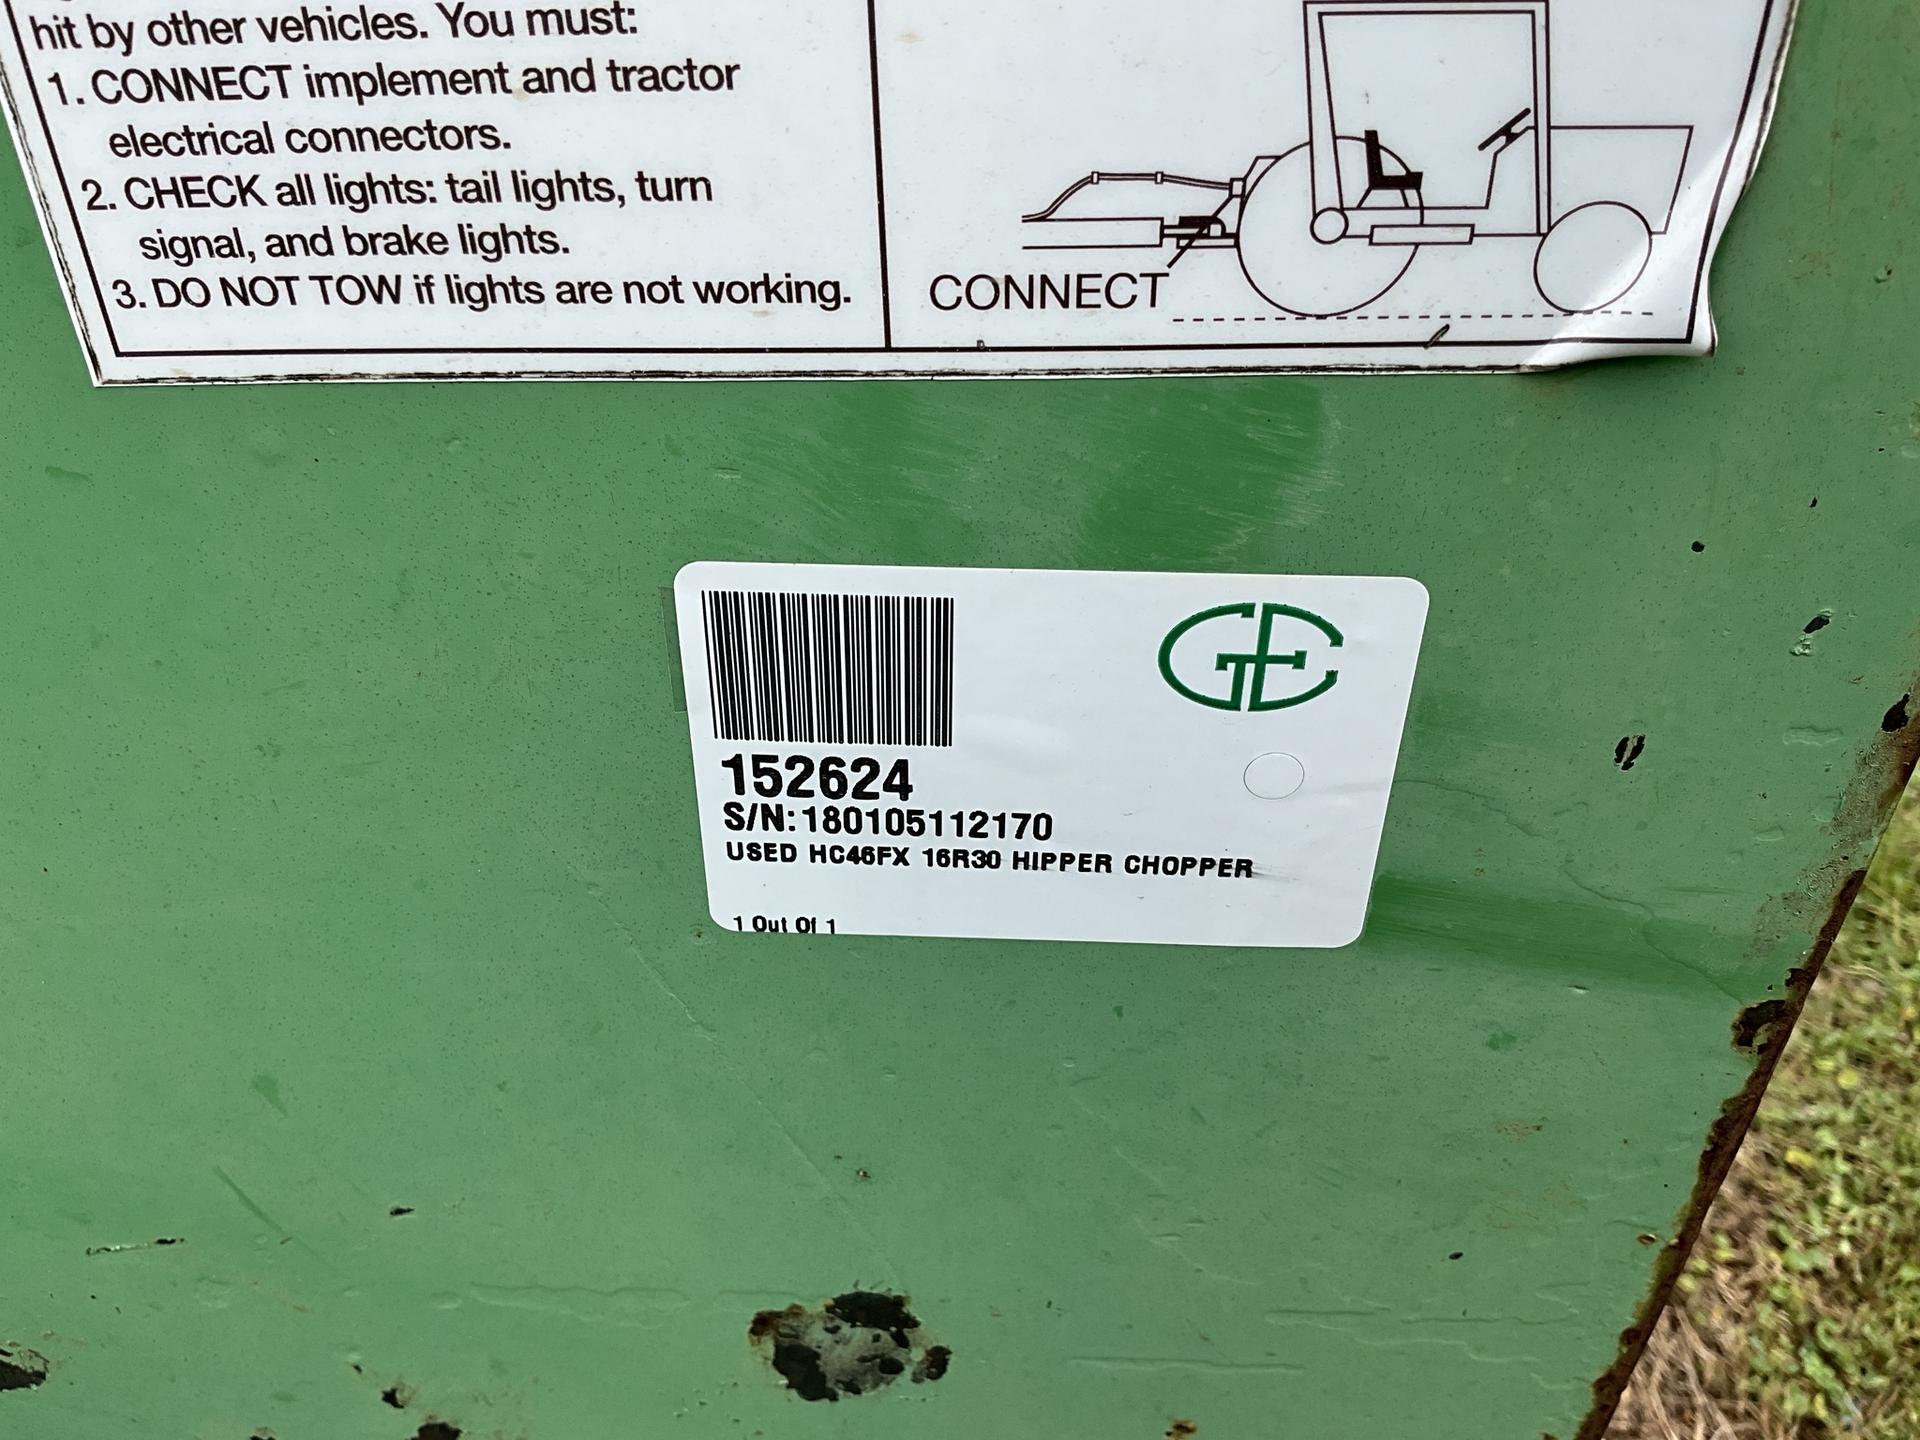 hit by other vehicles. You must:
1. CONNECT implement and tractor
electrical connectors.
2. CHECK all lights: tail lights, turn
signal, and brake lights.
3. DO NOT TOW if lights are not working.
CONNECT
GE
152624
S/N:180105112170
USED HC46FX 16R30 HIPPER CHOPPER
1 Out Of 1